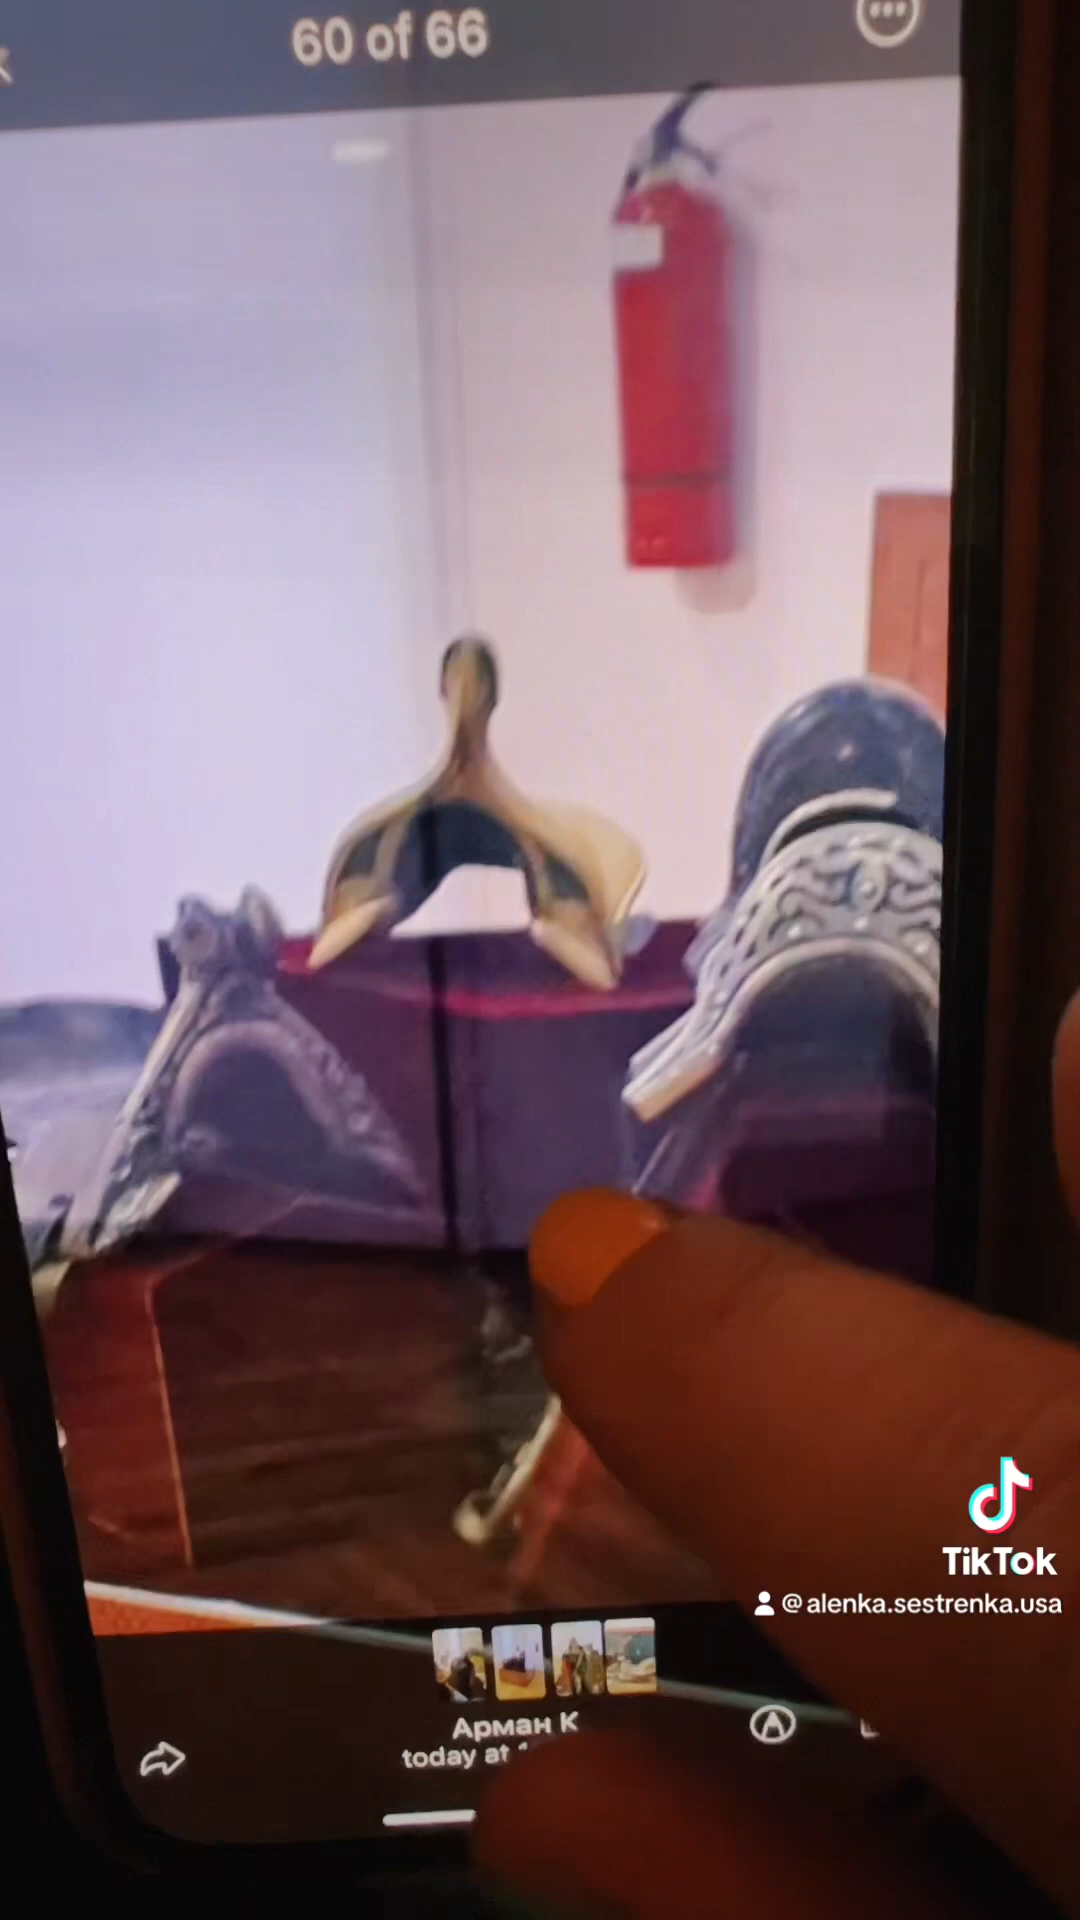 60 of 66
TikTok
@alenka.sestrenka.usa
Арман К
today at